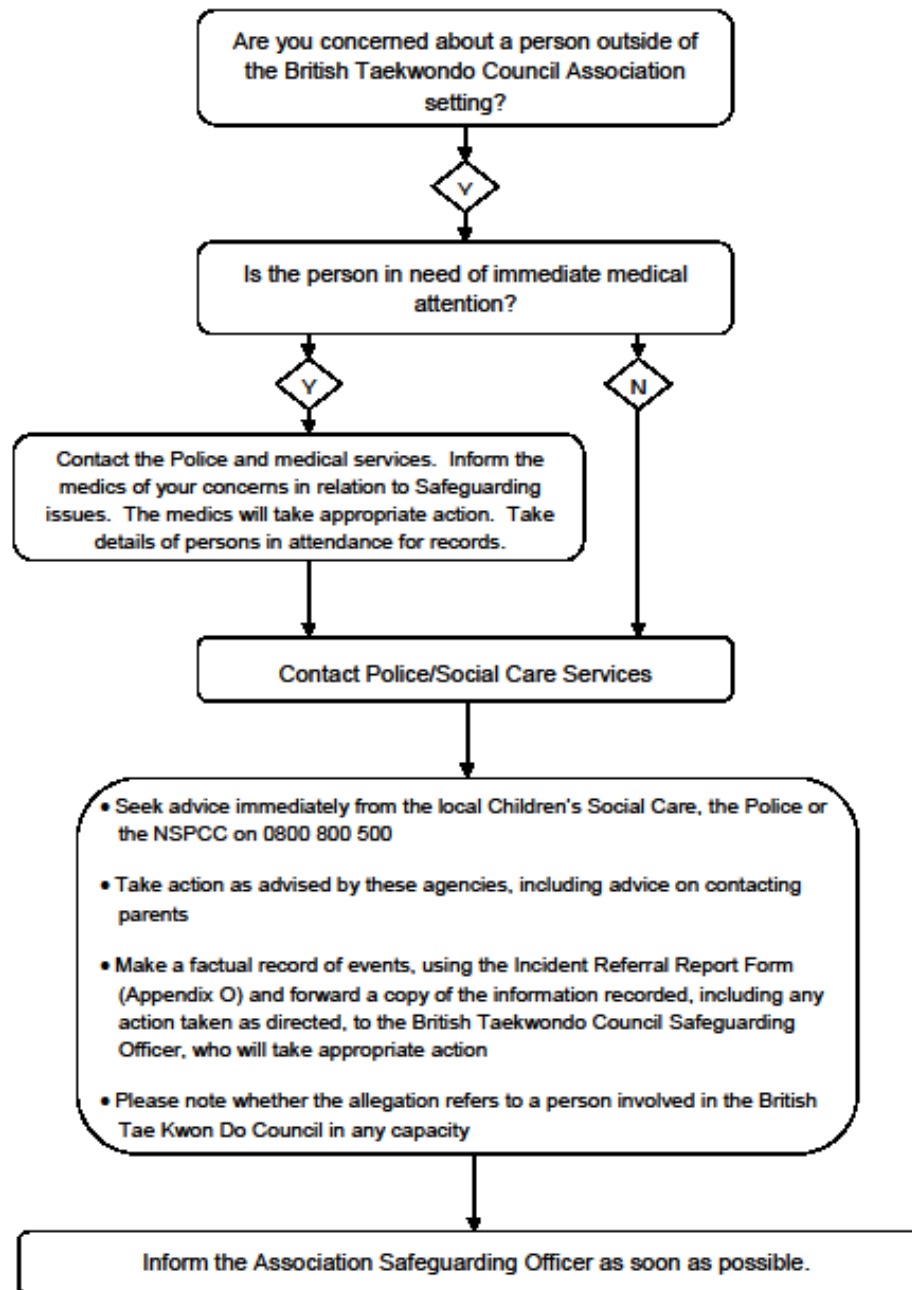 Are you concerned about a person outside of
the British Taekwondo Council Association
setting?
Y
Is the person in need of immediate medical
attention?
Y
N
Contact the Police and medical services. Inform the
medics of your concerns in relation to Safeguarding
issues. The medics will take appropriate action. Take
details of persons in attendance for records.
Contact Police/Social Care Services
• Seek advice immediately from the local Children's Social Care, the Police or
the NSPCC on 0800 800 500
• Take action as advised by these agencies, including advice on contacting
parents
• Make a factual record of events, using the Incident Referral Report Form
(Appendix O) and forward a copy of the information recorded, including any
action taken as directed, to the British Taekwondo Council Safeguarding
Officer, who will take appropriate action
• Please note whether the allegation refers to a person involved in the British
Tae Kwon Do Council in any capacity
Inform the Association Safeguarding Officer as soon as possible.